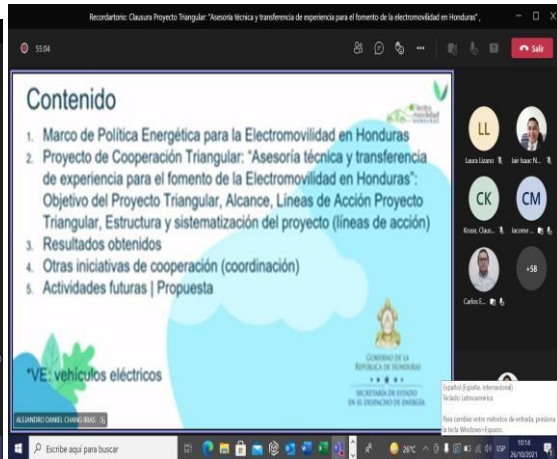 Recordartorio: Clausura Proyecto Triangular: "Asesoría técnica y transferencia de experiencia para el fomento de la electromovilidad en Honduras" ,
55:04
Salir
Contenido
1. Marco de Política Energética para la Electromovilidad en Honduras
2. Proyecto de Cooperación Triangular: "Asesoría técnica y transferencia
de experiencia para el fomento de la Electromovilidad en Honduras":
Objetivo del Proyecto Triangular, Alcance, Líneas de Acción Proyecto
Triangular, Estructura y sistematización del proyecto (líneas de acción)
3. Resultados obtenidos
4. Otras iniciativas de cooperación (coordinación)
5. Actividades futuras | Propuesta
*VE: vehículos eléctricos
GOBIERNO DE LA
REPÚBLICA DE HONDURAS
SECRETARÍA DE ESTADO
EN EL DESPACHO DE ENERGÍA
ALEJANDRO DANIEL CHANG IRIAS
LL
Laura Lizano
Jair Isaac N...
CK
CM
Kruse, Claus...
Iacome ...
Carlos E...
+58
Español (España, internacional)
Teclado Latinoamérica
Para cambiar entre métodos de entrada, presiona
la tecla Windows+Espacio.
Escribe aquí para buscar
26°C
ESP
10:14
26/10/2021